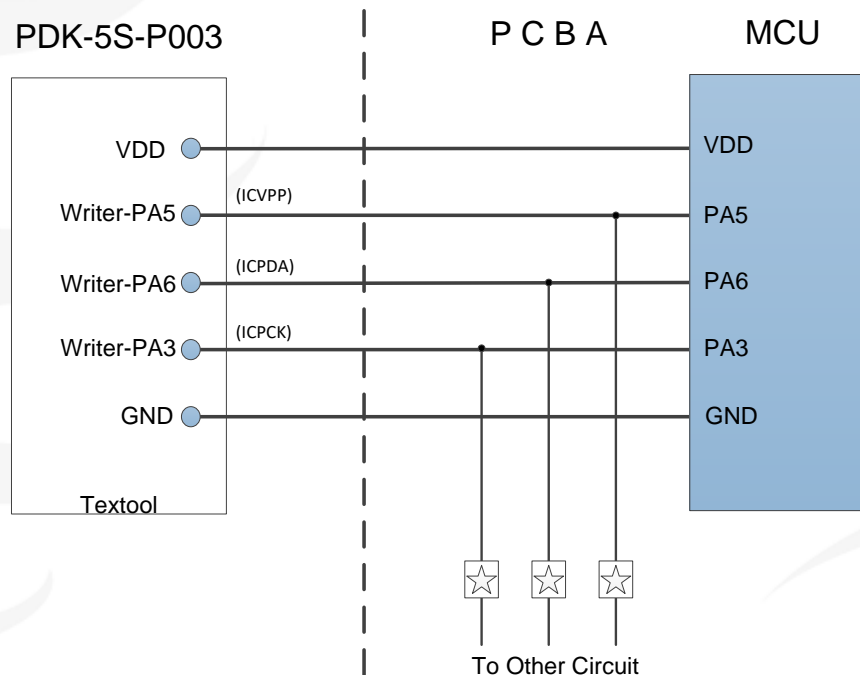 PDK-5S-P003
P C B A
MCU
VDD
VDD
Writer-PA5
(ICVPP)
PA5
Writer-PA6
(ICPDA)
PA6
Writer-PA3
(ICPCK)
PA3
GND
GND
Textool
To Other Circuit